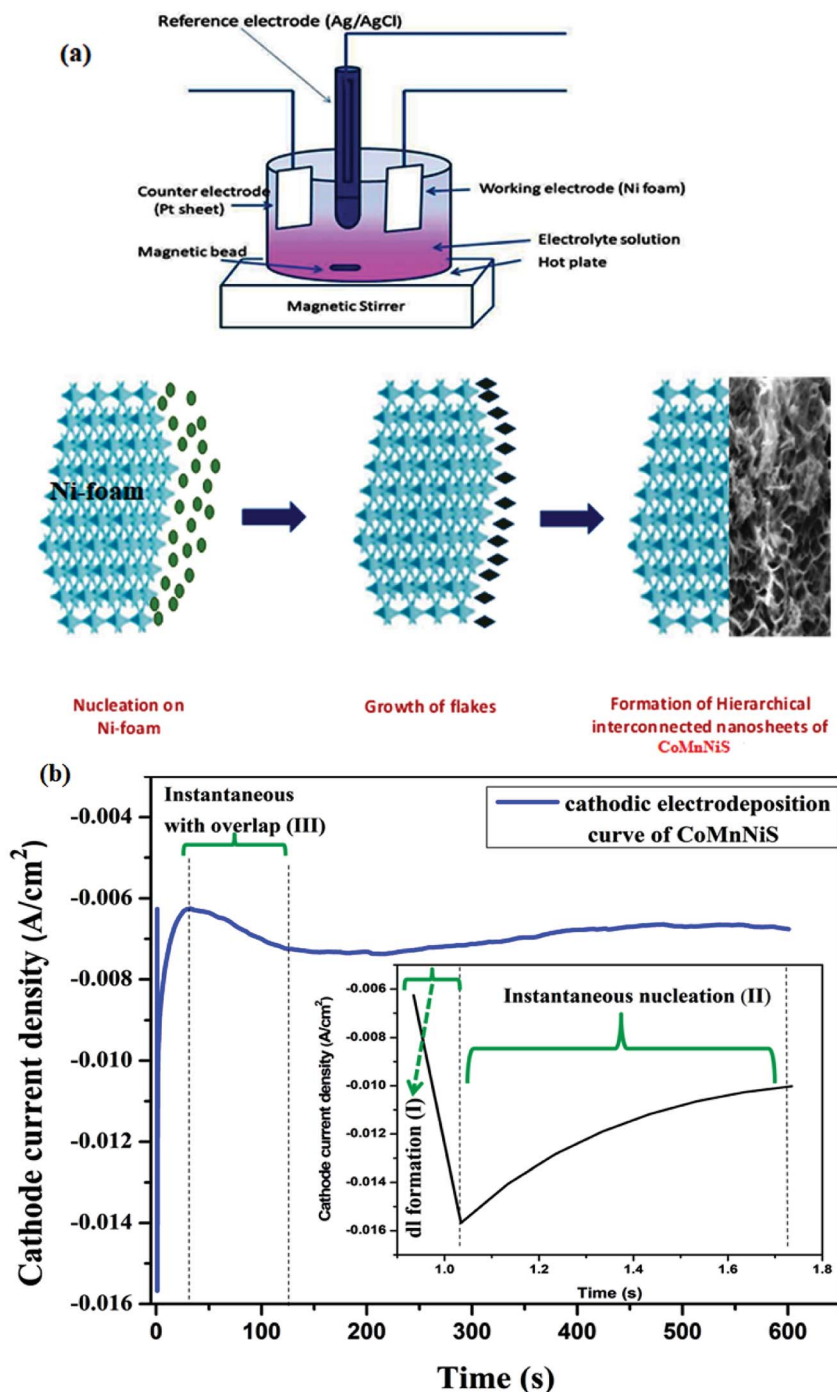 (a)
Reference electrode (Ag/AgCl)
Counter electrode
(Pt sheet)
Working electrode (Ni foam)
Magnetic bead
Electrolyte solution
Hot plate
Magnetic Stirrer
Ni-foam
Nucleation on
Ni-foam
Growth of flakes
Formation of Hierarchical
interconnected nanosheets of
CoMnNiS
(b)
Cathode current density (A/cm²)
-0.004
-0.006
-0.008
-0.010
-0.012
-0.014
-0.016
Instantaneous
with overlap (III)
cathodic electrodeposition
curve of CoMnNiS
Cathode current density (A/cm²)
-0.006
-0.008
-0.010
-0.012
-0.014
-0.016
dl formation (I)
Instantaneous nucleation (II)
1.0 1.2 1.4 1.6 1.8
Time (s)
0 100 200 300 400 500 600
Time (s)